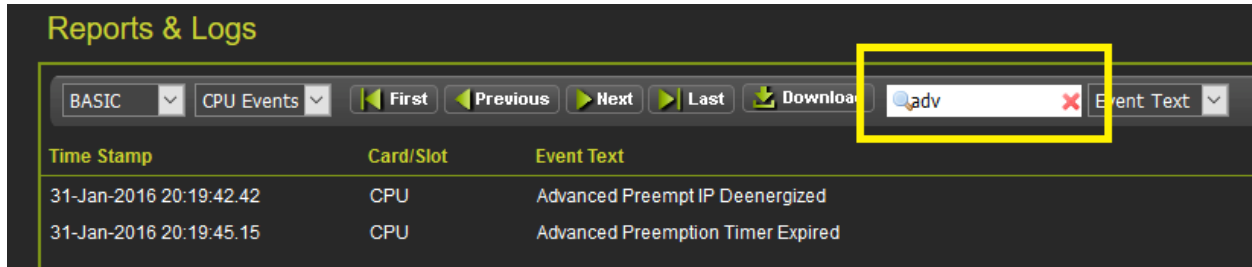 Reports & Logs
BASIC CPU Events First Previous Next Last Download adv Event Text
Time Stamp Card/Slot Event Text
31-Jan-2016 20:19:42.42 CPU Advanced Preempt IP Deenergized
31-Jan-2016 20:19:45.15 CPU Advanced Preemption Timer Expired